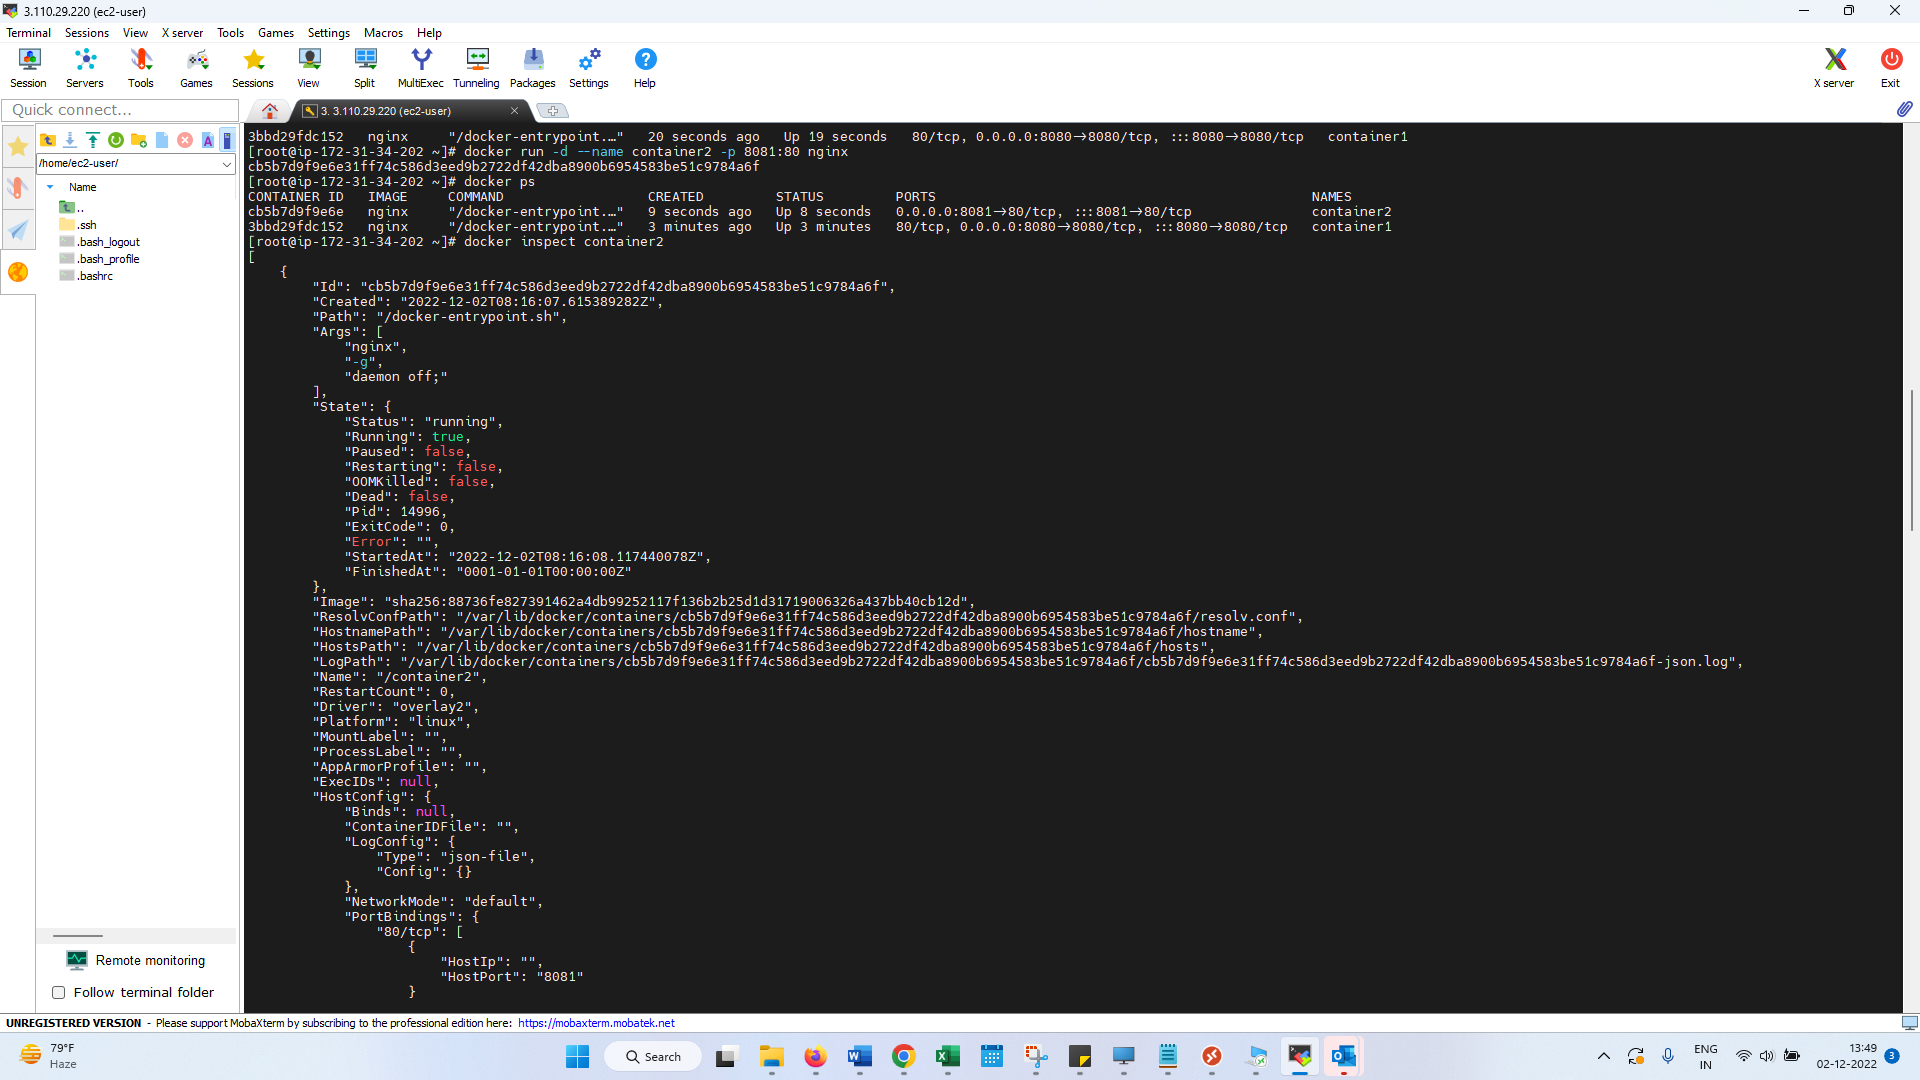 3.110.29.220 (ec2-user)
Terminal Sessions View X server Tools Games Settings Macros Help
Session Servers Tools Games Sessions View Split MultiExec Tunneling Packages Settings Help X server Exit
Quick connect...
3. 3.110.29.220 (ec2-user)
/home/ec2-user/
Name
..
.ssh
.bash_logout
.bash_profile
.bashrc
Remote monitoring
Follow terminal folder
3bbd29fdc152   nginx     "/docker-entrypoint.…"   20 seconds ago   Up 19 seconds   80/tcp, 0.0.0.0:8080->8080/tcp, :::8080->8080/tcp   container1
[root@ip-172-31-34-202 ~]# docker run -d --name container2 -p 8081:80 nginx
cb5b7d9f9e6e31ff74c586d3eed9b2722df42dba8900b6954583be51c9784a6f
[root@ip-172-31-34-202 ~]# docker ps
CONTAINER ID   IMAGE     COMMAND                  CREATED         STATUS         PORTS                                               NAMES
cb5b7d9f9e6e   nginx     "/docker-entrypoint.…"   9 seconds ago   Up 8 seconds   0.0.0.0:8081->80/tcp, :::8081->80/tcp               container2
3bbd29fdc152   nginx     "/docker-entrypoint.…"   3 minutes ago   Up 3 minutes   80/tcp, 0.0.0.0:8080->8080/tcp, :::8080->8080/tcp   container1
[root@ip-172-31-34-202 ~]# docker inspect container2
[
    {
        "Id": "cb5b7d9f9e6e31ff74c586d3eed9b2722df42dba8900b6954583be51c9784a6f",
        "Created": "2022-12-02T08:16:07.615389282Z",
        "Path": "/docker-entrypoint.sh",
        "Args": [
            "nginx",
            "-g",
            "daemon off;"
        ],
        "State": {
            "Status": "running",
            "Running": true,
            "Paused": false,
            "Restarting": false,
            "OOMKilled": false,
            "Dead": false,
            "Pid": 14996,
            "ExitCode": 0,
            "Error": "",
            "StartedAt": "2022-12-02T08:16:08.117440078Z",
            "FinishedAt": "0001-01-01T00:00:00Z"
        },
        "Image": "sha256:88736fe827391462a4db99252117f136b2b25d1d31719006326a437bb40cb12d",
        "ResolvConfPath": "/var/lib/docker/containers/cb5b7d9f9e6e31ff74c586d3eed9b2722df42dba8900b6954583be51c9784a6f/resolv.conf",
        "HostnamePath": "/var/lib/docker/containers/cb5b7d9f9e6e31ff74c586d3eed9b2722df42dba8900b6954583be51c9784a6f/hostname",
        "HostsPath": "/var/lib/docker/containers/cb5b7d9f9e6e31ff74c586d3eed9b2722df42dba8900b6954583be51c9784a6f/hosts",
        "LogPath": "/var/lib/docker/containers/cb5b7d9f9e6e31ff74c586d3eed9b2722df42dba8900b6954583be51c9784a6f/cb5b7d9f9e6e31ff74c586d3eed9b2722df42dba8900b6954583be51c9784a6f-json.log",
        "Name": "/container2",
        "RestartCount": 0,
        "Driver": "overlay2",
        "Platform": "linux",
        "MountLabel": "",
        "ProcessLabel": "",
        "AppArmorProfile": "",
        "ExecIDs": null,
        "HostConfig": {
            "Binds": null,
            "ContainerIDFile": "",
            "LogConfig": {
                "Type": "json-file",
                "Config": {}
            },
            "NetworkMode": "default",
            "PortBindings": {
                "80/tcp": [
                    {
                        "HostIp": "",
                        "HostPort": "8081"
                    }
UNREGISTERED VERSION - Please support MobaXterm by subscribing to the professional edition here: https://mobaxterm.mobatek.net
79°F
Haze
Search
ENG
IN
13:49
02-12-2022
3